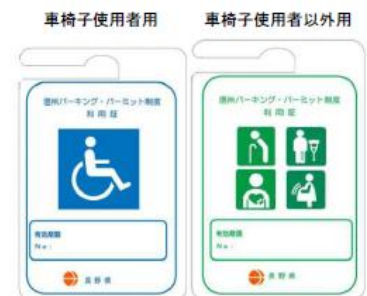 車椅子使用者用
車椅子使用者以外用
信州パーキング・パーミット制度
利用証
信州パーキング・パーミット制度
利用証
有効期限
No:
有効期限
No:
長野県
長野県